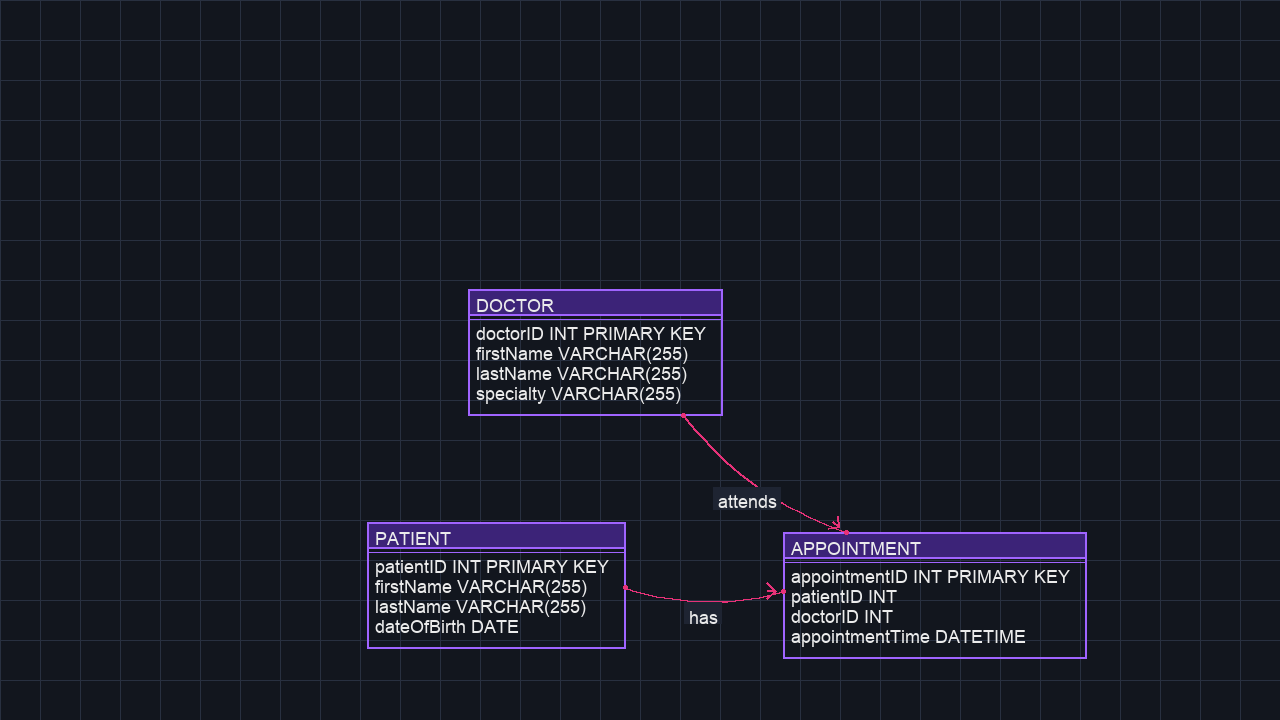 DOCTOR
doctorID INT PRIMARY KEY
firstName VARCHAR(255)
lastName VARCHAR(255)
specialty VARCHAR(255)
attends
PATIENT
patientID INT PRIMARY KEY
firstName VARCHAR(255)
lastName VARCHAR(255)
dateOfBirth DATE
has
APPOINTMENT
appointmentID INT PRIMARY KEY
patientID INT
doctorID INT
appointmentTime DATETIME